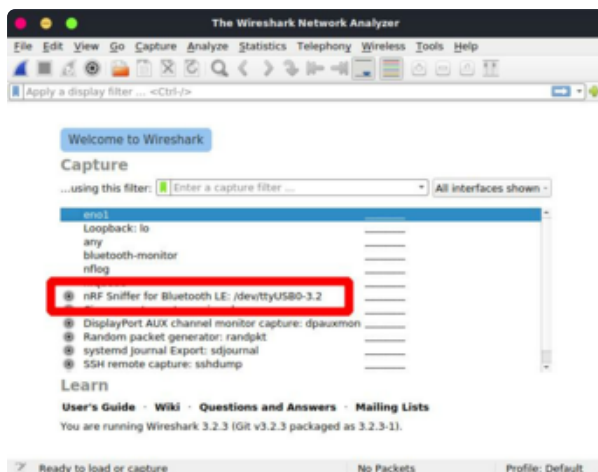 The Wireshark Network Analyzer
File Edit View Go Capture Analyze Statistics Telephony Wireless Tools Help
Apply a display filter ... <Ctrl-/>
Welcome to Wireshark
Capture
...using this filter: Enter a capture filter ... All interfaces shown
eno1
Loopback: lo
any
bluetooth-monitor
nflog
nRF Sniffer for Bluetooth LE: /dev/ttyUSB0-3.2
DisplayPort AUX channel monitor capture: dpauxmon
Random packet generator: randpkt
systemd Journal Export: sdjournal
SSH remote capture: sshdump
Learn
User's Guide · Wiki · Questions and Answers · Mailing Lists
You are running Wireshark 3.2.3 (Git v3.2.3 packaged as 3.2.3-1).
Ready to load or capture No Packets Profile: Default